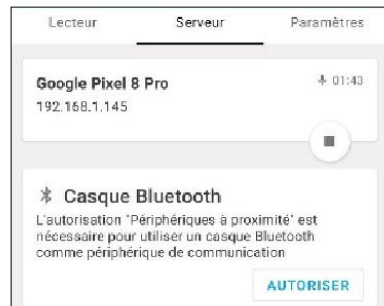 Lecteur Serveur Paramètres
Google Pixel 8 Pro 01:43
192.168.1.145
Casque Bluetooth
L'autorisation "Périphériques à proximité" est
nécessaire pour utiliser un casque Bluetooth
comme périphérique de communication
AUTORISER